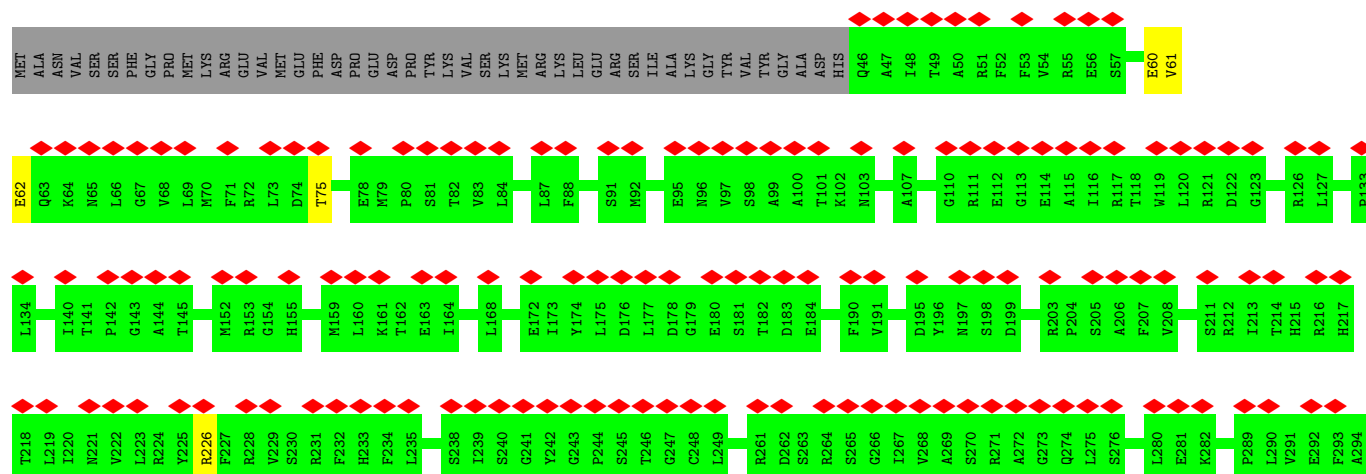 MET ALA ASN VAL SER SER PHE GLY PRO MET LYS ARG GLU VAL MET GLU PHE ASP PRO GLU ASP PRO TYR LYS VAL SER LYS MET ARG LYS LEU GLU ARG SER ILE ALA LYS GLY TYR VAL TYR GLY ALA ASP HIS Q46 A47 I48 T49 A50 R51 F52 F53 V54 R55 E56 S57 E60 V61
E62 Q63 K64 N65 L66 G67 V68 L69 M70 F71 R72 L73 D74 T75 E78 M79 P80 S81 T82 V83 L84 L87 F88 S91 M92 E95 N96 V97 S98 A99 A100 T101 K102 N103 A107 G110 R111 E112 G113 E114 A115 I116 R117 T118 W119 L120 R121 D122 G123 R126 L127 P133
L134 I140 T141 P142 G143 A144 T145 M152 R153 G154 H155 M159 L160 K161 T162 E163 I164 L168 E172 I173 Y174 L175 D176 L177 D178 G179 E180 S181 T182 D183 E184 F190 V191 D195 Y196 N197 S198 D199 R203 P204 S205 A206 F207 V208 S211 R212 I213 T214 H215 R216 H217
T218 L219 I220 N221 V222 L223 R224 Y225 R226 F227 R228 V229 S230 R231 F232 H233 F234 L235 S238 I239 S240 G241 Y242 G243 P244 S245 T246 G247 C248 L249 R261 D262 S263 R264 S265 G266 I267 V268 A269 S270 R271 A272 G273 Q274 L275 S276 L280 E281 K282 P289 L290 V291 E292 F293 A294